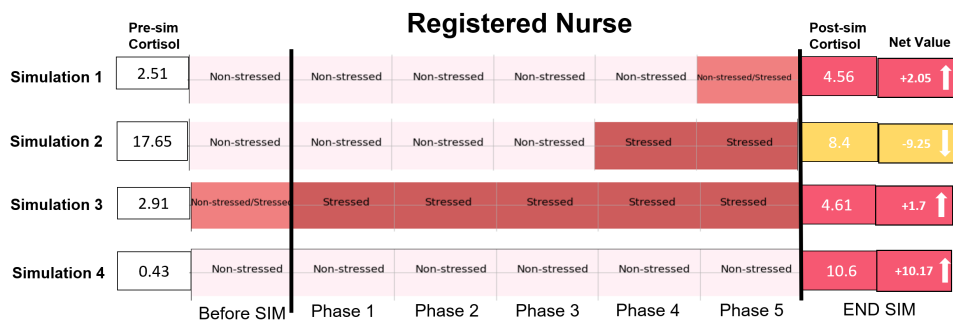 Registered Nurse
Pre-sim Cortisol
Post-sim Cortisol
Net Value
Simulation 1 2.51 Non-stressed Non-stressed Non-stressed Non-stressed Non-stressed Non-stressed/Stressed 4.56 +2.05
Simulation 2 17.65 Non-stressed Non-stressed Non-stressed Non-stressed Stressed Stressed 8.4 -9.25
Simulation 3 2.91 Non-stressed/Stressed Stressed Stressed Stressed Stressed Stressed 4.61 +1.7
Simulation 4 0.43 Non-stressed Non-stressed Non-stressed Non-stressed Non-stressed Non-stressed 10.6 +10.17
Before SIM Phase 1 Phase 2 Phase 3 Phase 4 Phase 5 END SIM